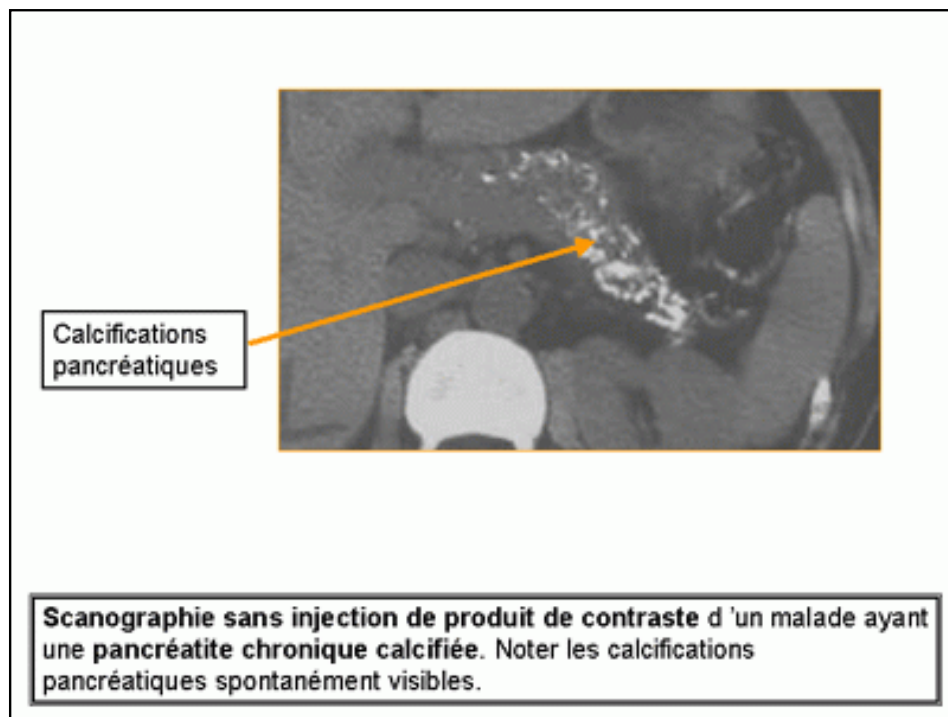 Calcifications
pancréatiques
Scanographie sans injection de produit de contraste d 'un malade ayant
une pancréatite chronique calcifiée. Noter les calcifications
pancréatiques spontanément visibles.